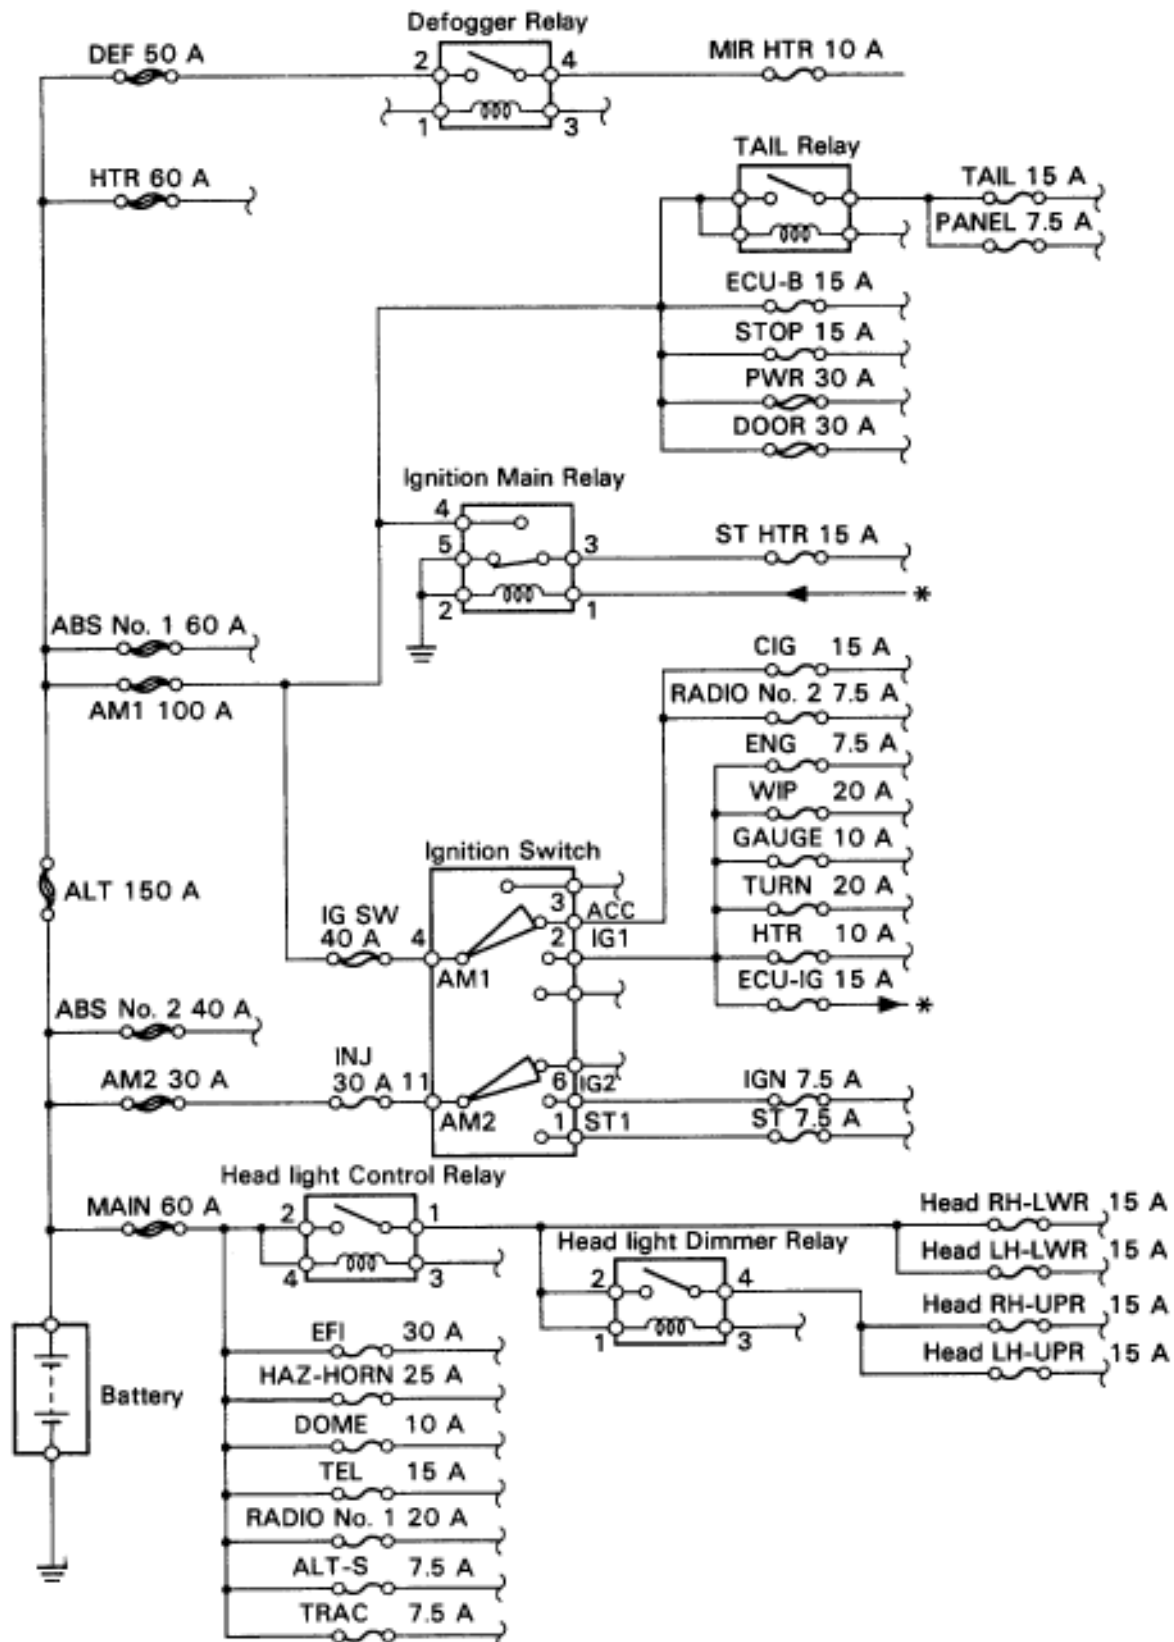 Defogger Relay
DEF 50 A
2
4
MIR HTR 10 A
1
3
TAIL Relay
HTR 60 A
TAIL 15 A
PANEL 7.5 A
ECU-B 15 A
STOP 15 A
PWR 30 A
DOOR 30 A
Ignition Main Relay
4
5
3
ST HTR 15 A
2
1
*
ABS No. 1 60 A
AM1 100 A
CIG 15 A
RADIO No. 2 7.5 A
ENG 7.5 A
WIP 20 A
GAUGE 10 A
TURN 20 A
HTR 10 A
ECU-IG 15 A
*
Ignition Switch
ALT 150 A
IG SW
40 A
4
AM1
3
ACC
2
IG1
ABS No. 2 40 A
AM2 30 A
INJ
30 A
11
AM2
6
IG2
1
ST1
IGN 7.5 A
ST 7.5 A
Head light Control Relay
MAIN 60 A
2
1
4
3
Head light Dimmer Relay
2
4
1
3
Head RH-LWR 15 A
Head LH-LWR 15 A
Head RH-UPR 15 A
Head LH-UPR 15 A
Battery
EFI 30 A
HAZ-HORN 25 A
DOME 10 A
TEL 15 A
RADIO No. 1 20 A
ALT-S 7.5 A
TRAC 7.5 A